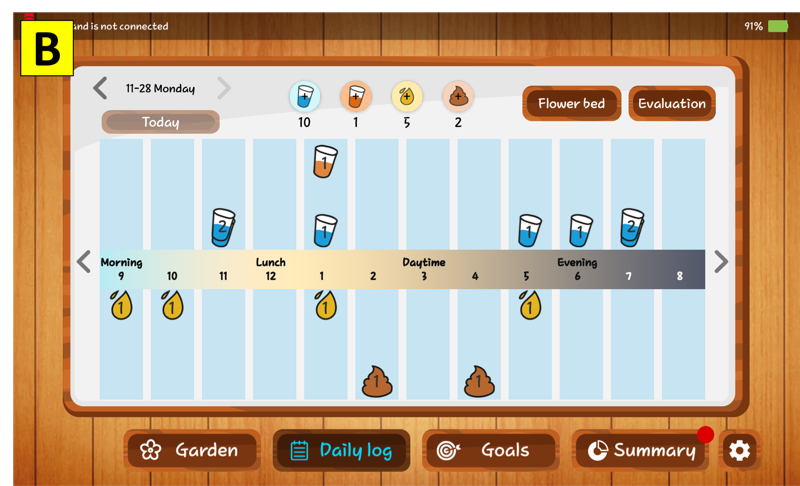 B
and is not connected
91%
11-28 Monday
Today
10
1
5
2
Flower bed
Evaluation
1
2
1
1
1
2
Morning
Lunch
Daytime
Evening
9
10
11
12
1
2
3
4
5
6
7
8
1
1
1
1
1
1
Garden
Daily log
Goals
Summary